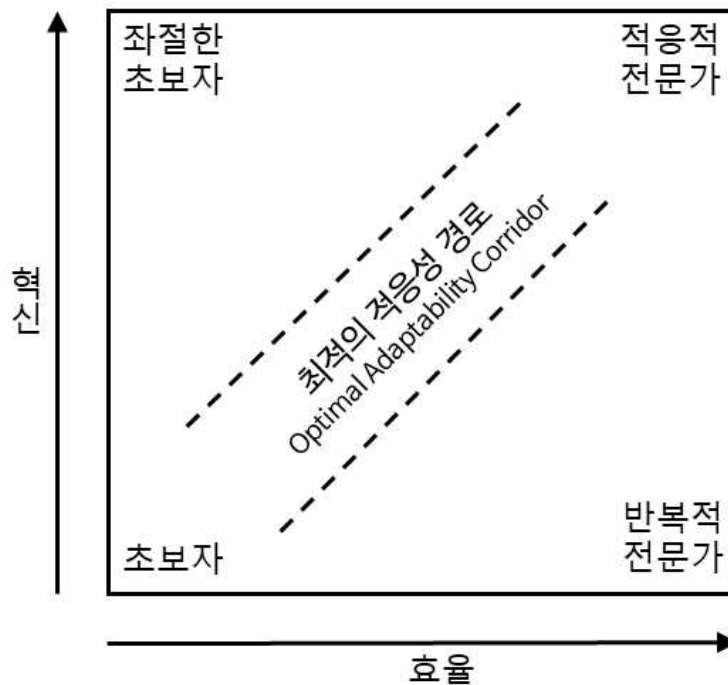 좌절한
초보자
적응적
전문가
최적의 적응성 경로
Optimal Adaptability Corridor
혁신
초보자
반복적
전문가
효율